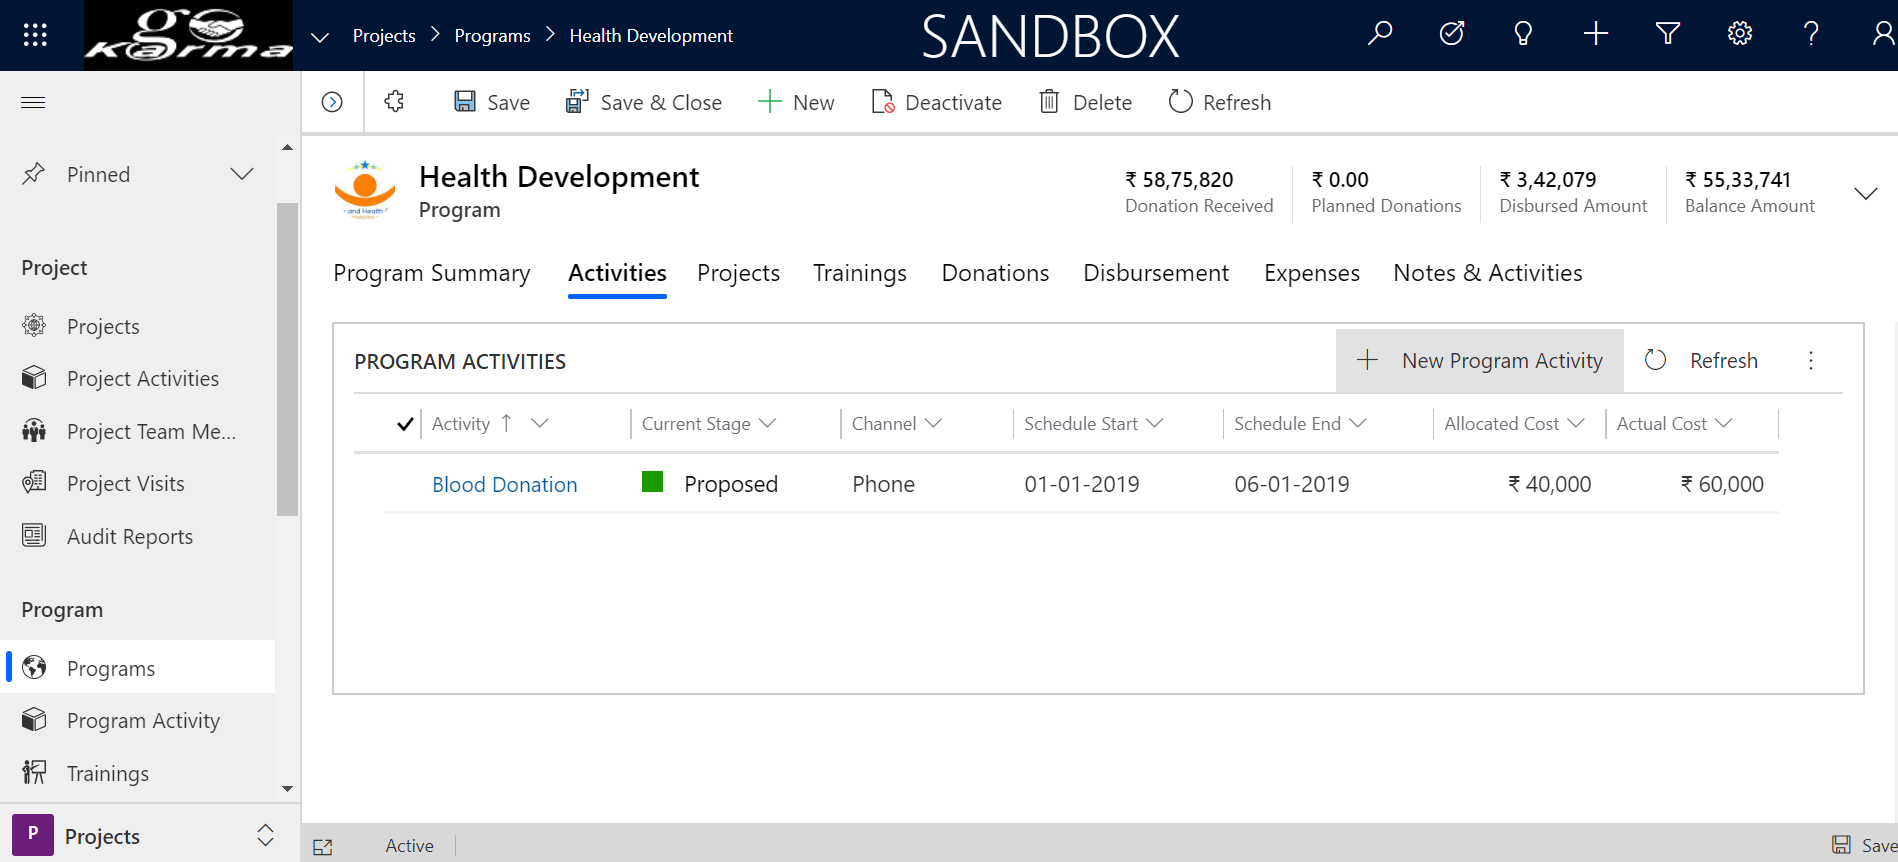 go
karma
Projects > Programs > Health Development
SANDBOX
Save
Save & Close
New
Deactivate
Delete
Refresh
Pinned
Project
Projects
Project Activities
Project Team Me...
Project Visits
Audit Reports
Program
Programs
Program Activity
Trainings
P
Projects
and Health
Health Development
Program
₹ 58,75,820
Donation Received
₹ 0.00
Planned Donations
₹ 3,42,079
Disbursed Amount
₹ 55,33,741
Balance Amount
Program Summary
Activities
Projects
Trainings
Donations
Disbursement
Expenses
Notes & Activities
PROGRAM ACTIVITIES
New Program Activity
Refresh
Activity
Current Stage
Channel
Schedule Start
Schedule End
Allocated Cost
Actual Cost
Blood Donation
Proposed
Phone
01-01-2019
06-01-2019
₹ 40,000
₹ 60,000
Active
Save